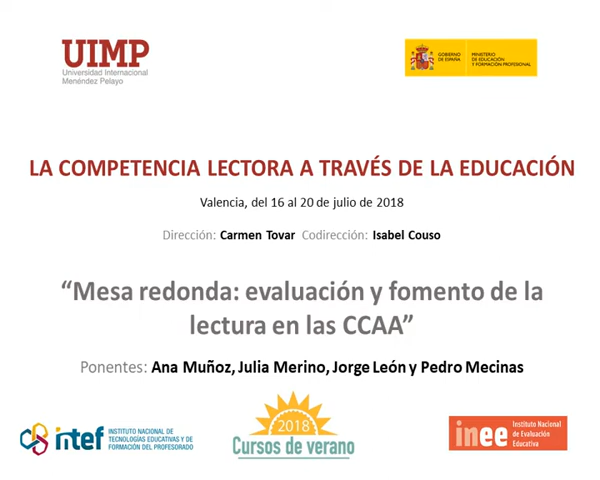 UIMP
Universidad Internacional
Menéndez Pelayo
GOBIERNO
DE ESPAÑA
MINISTERIO
DE EDUCACIÓN
Y FORMACIÓN PROFESIONAL
LA COMPETENCIA LECTORA A TRAVÉS DE LA EDUCACIÓN
Valencia, del 16 al 20 de julio de 2018
Dirección: Carmen Tovar Codirección: Isabel Couso
“Mesa redonda: evaluación y fomento de la
lectura en las CCAA”
Ponentes: Ana Muñoz, Julia Merino, Jorge León y Pedro Mecinas
intef
INSTITUTO NACIONAL DE
TECNOLOGÍAS EDUCATIVAS Y DE
FORMACIÓN DEL PROFESORADO
2018
Cursos de verano
inee
Instituto Nacional
de Evaluación
Educativa